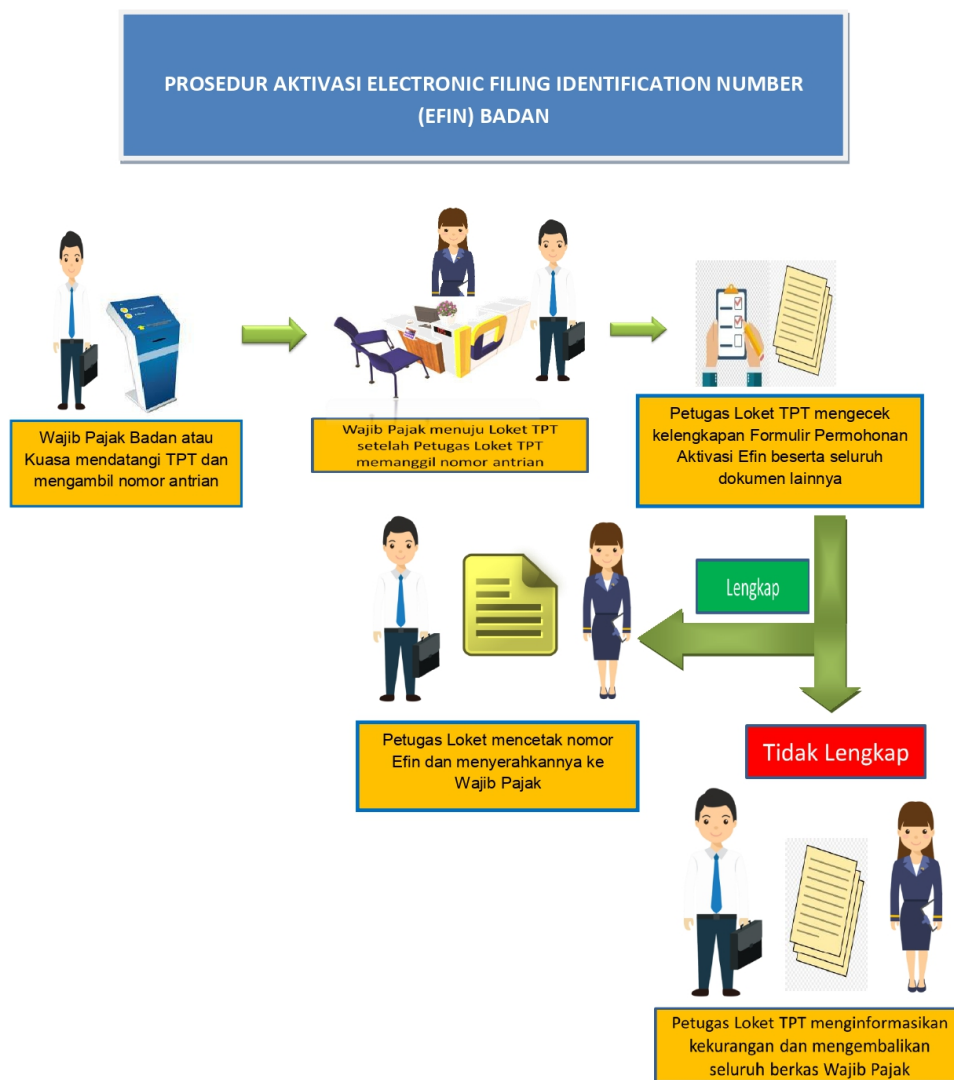 PROSEDUR AKTIVASI ELECTRONIC FILING IDENTIFICATION NUMBER
(EFIN) BADAN
Wajib Pajak Badan atau
Kuasa mendatangi TPT dan
mengambil nomor antrian
Wajib Pajak menuju Loket TPT
setelah Petugas Loket TPT
memanggil nomor antrian
Petugas Loket TPT mengecek
kelengkapan Formulir Permohonan
Aktivasi Efin beserta seluruh
dokumen lainnya
Lengkap
Petugas Loket mencetak nomor
Efin dan menyerahkannya ke
Wajib Pajak
Tidak Lengkap
Petugas Loket TPT menginformasikan
kekurangan dan mengembalikan
seluruh berkas Wajib Pajak